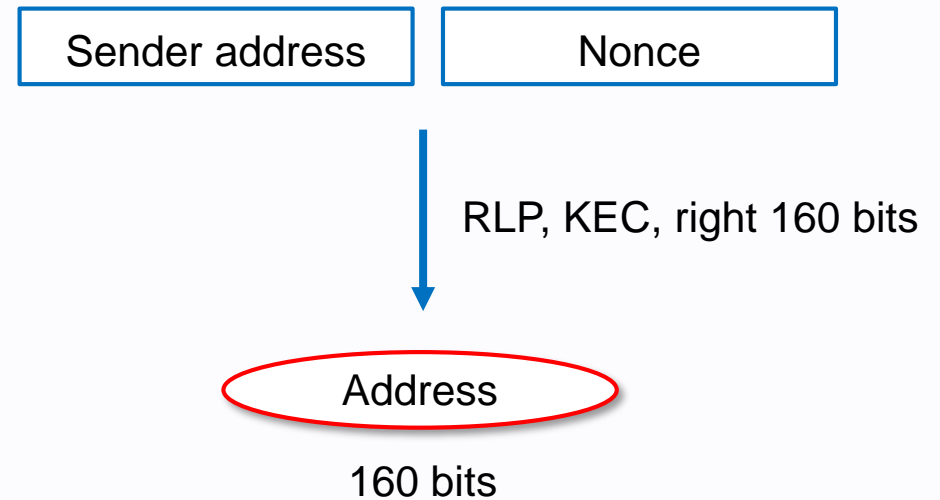 Sender address
Nonce
RLP, KEC, right 160 bits
Address
160 bits